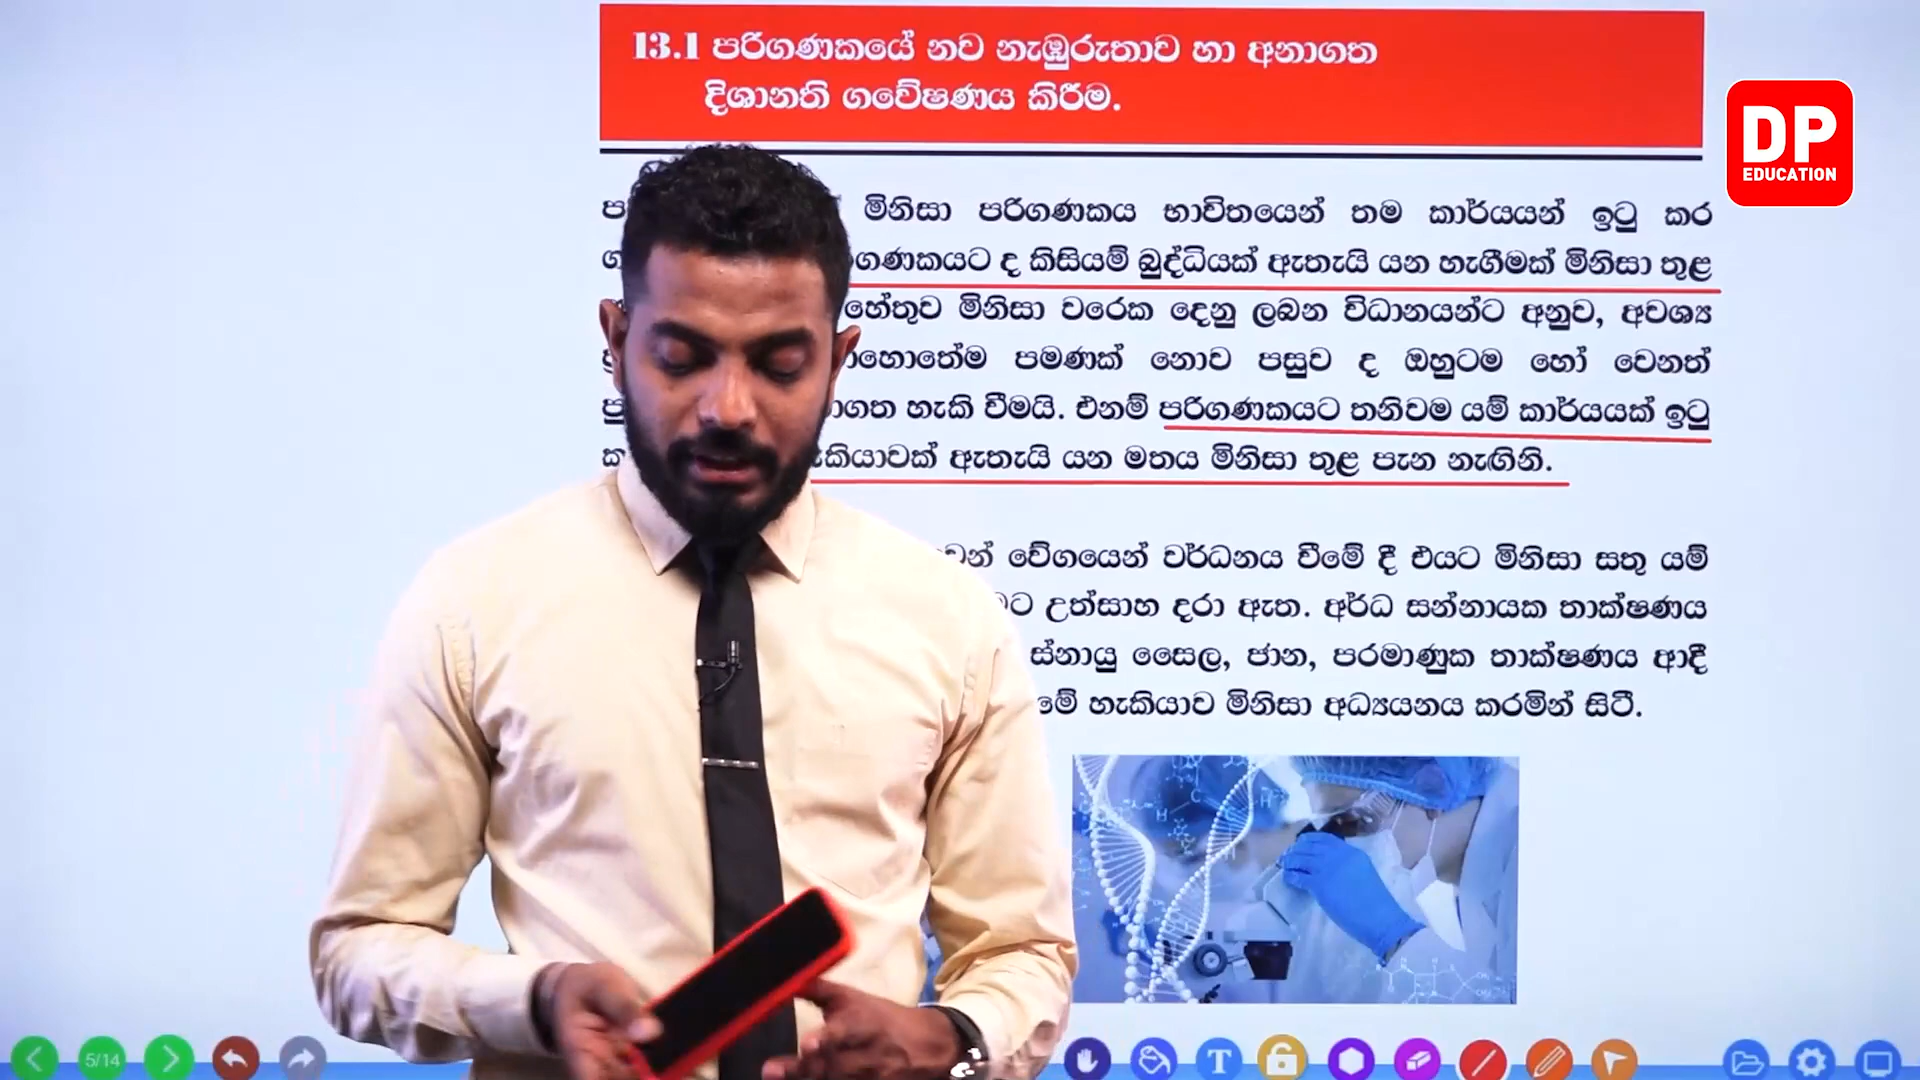 13.1 පරිගණකයේ නව නැඹුරුතාව හා අනාගත
දිශානති ගවේෂණය කිරීම.
DP
EDUCATION
මිනිසා පරිගණකය භාවිතයෙන් තම කාර්යයන් ඉටු කර
ද කිසියම් බුද්ධියක් ඇතැයි යන හැගීමක් මිනිසා තුළ
හේතුව මිනිසා වරෙක දෙනු ලබන විධානයන්ට අනුව, අවශ්‍ය
පමණක් නොව පසුව ද ඔහුටම හෝ වෙනත්
හැකි වීමයි. එනම් පරිගණකයට තනිවම යම් කාර්යයක් ඉටු
ඇතැයි යන මතය මිනිසා තුළ පැන නැඟිනි.
වේගයෙන් වර්ධනය වීමේ දී එයට මිනිසා සතු යම්
උත්සාහ දරා ඇත. අර්ධ සන්නායක තාක්ෂණය
ස්නායු සෛල, ජාන, පරමාණුක තාක්ෂණය ආදී
හැකියාව මිනිසා අධ්‍යයනය කරමින් සිටී.
5/14